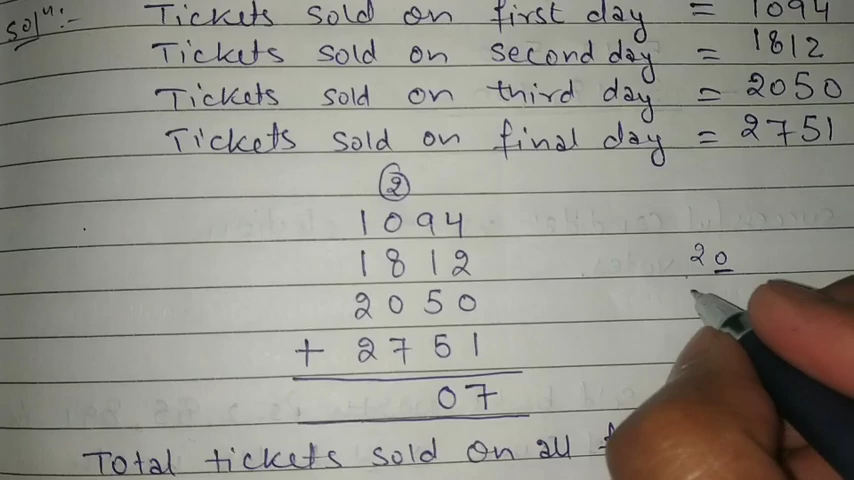 Solⁿ:- Tickets sold on first day = 1094
Tickets sold on second day = 1812
Tickets sold on third day = 2050
Tickets sold on final day = 2751
2
1094
1812
20
2050
+ 2751
07
Total tickets sold on all